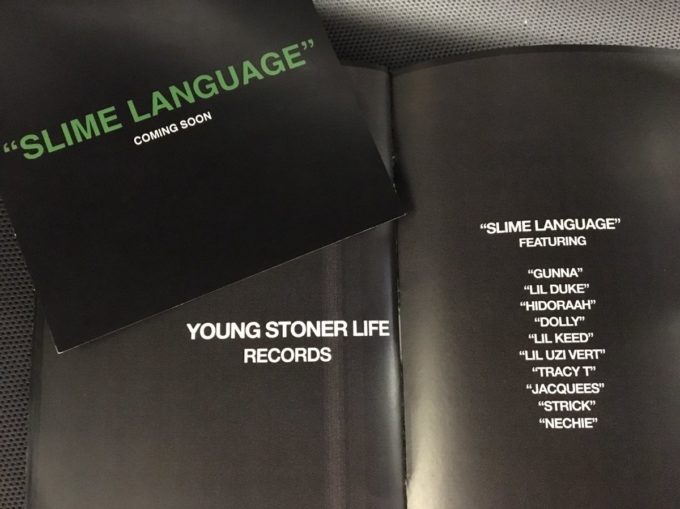 “SLIME LANGUAGE”
COMING SOON
YOUNG STONER LIFE
RECORDS
“SLIME LANGUAGE”
FEATURING
“GUNNA”
“LIL DUKE”
“HIDORAAH”
“DOLLY”
“LIL KEED”
“LIL UZI VERT”
“TRACY T”
“JACQUEES”
“STRICK”
“NECHIE”